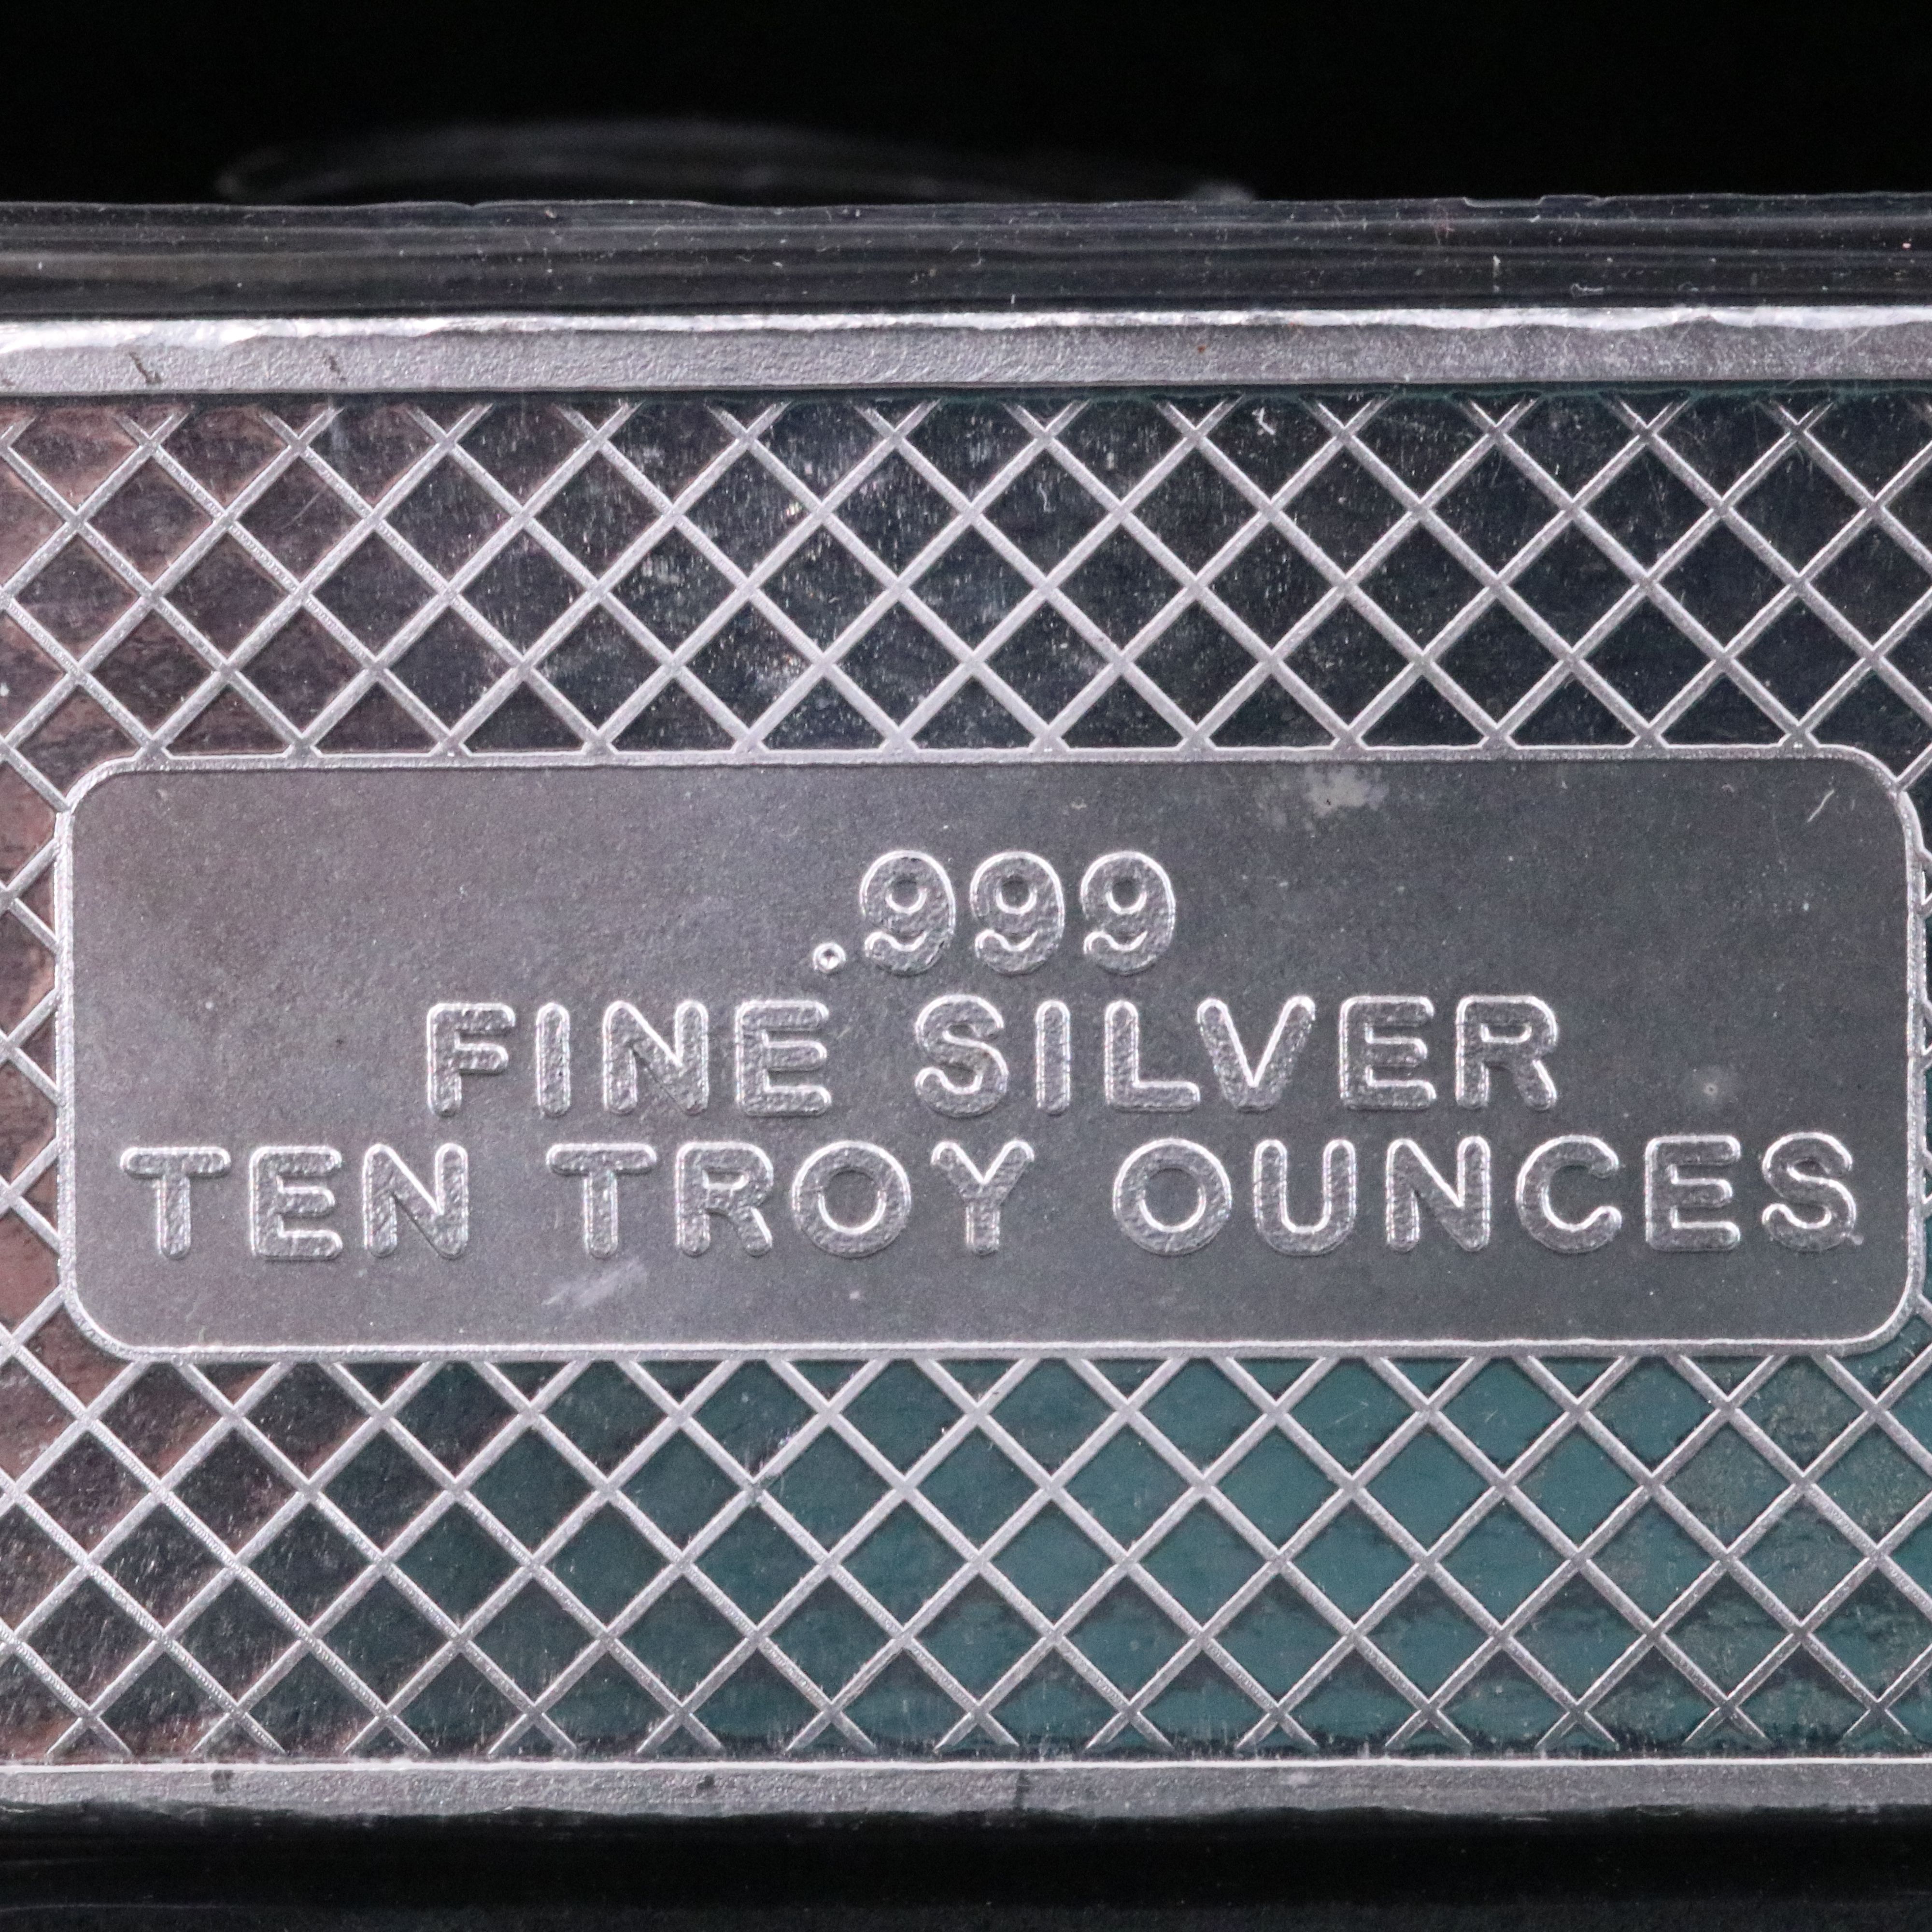 .999
FINE SILVER
TEN TROY OUNCES